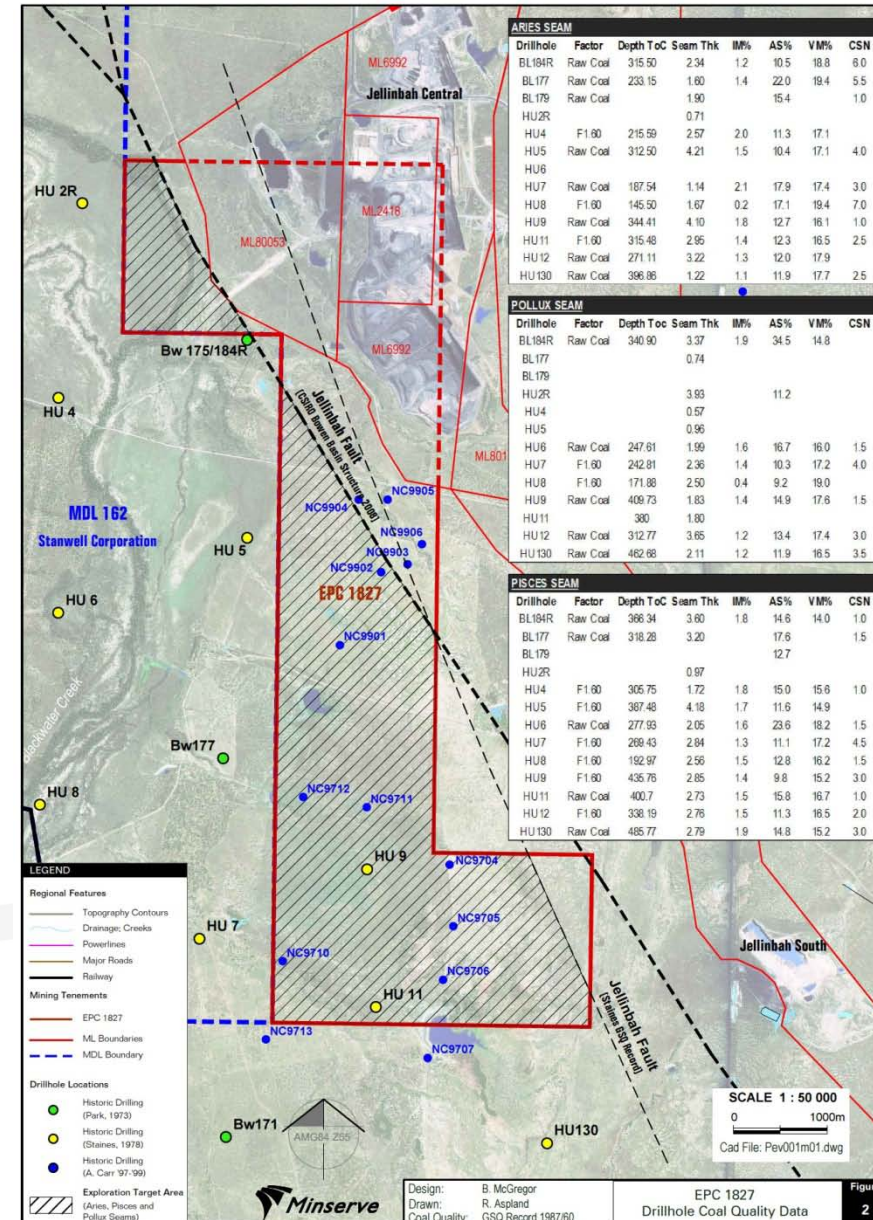 ARIES SEAM
Drillhole Factor Depth ToC Seam Thk IM% AS% VM% CSN
BL184R Raw Coal 315.50 2.34 1.2 10.5 18.8 6.0
BL177 Raw Coal 233.15 1.60 1.4 22.0 19.4 5.5
BL179 Raw Coal 1.90 15.4 1.0
HU2R 0.71
HU4 F1.60 215.59 2.57 2.0 11.3 17.1
HU5 Raw Coal 312.50 4.21 1.5 10.4 17.1 4.0
HU6
HU7 Raw Coal 187.54 1.14 2.1 17.9 17.4 3.0
HU8 F1.60 145.50 1.67 0.2 17.1 19.4 7.0
HU9 Raw Coal 344.41 4.10 1.8 12.7 16.1 1.0
HU11 F1.60 315.48 2.95 1.4 12.3 16.5 2.5
HU12 Raw Coal 271.11 3.22 1.3 12.0 17.9
HU130 Raw Coal 396.86 1.22 1.1 11.9 17.7 2.5
POLLUX SEAM
Drillhole Factor Depth Toc Seam Thk IM% AS% VM% CSN
BL184R Raw Coal 340.90 3.37 1.9 34.5 14.8
BL177 0.74
BL179
HU2R 3.93 11.2
HU4 0.57
HU5 0.96
HU6 Raw Coal 247.61 1.99 1.6 16.7 16.0 1.5
HU7 F1.60 242.81 2.36 1.4 10.3 17.2 4.0
HU8 F1.60 171.88 2.50 0.4 9.2 19.0
HU9 Raw Coal 409.73 1.83 1.4 14.9 17.6 1.5
HU11 380 1.80
HU12 Raw Coal 312.77 3.65 1.2 13.4 17.4 3.0
HU130 Raw Coal 462.68 2.11 1.2 11.9 16.5 3.5
PISCES SEAM
Drillhole Factor Depth ToC Seam Thk IM% AS% VM% CSN
BL184R Raw Coal 366.34 3.60 1.8 14.6 14.0 1.0
BL177 Raw Coal 318.28 3.20 17.6 1.5
BL179 12.7
HU2R 0.97
HU4 F1.60 305.75 1.72 1.8 15.0 15.6 1.0
HU5 F1.60 387.48 4.18 1.7 11.6 14.9
HU6 Raw Coal 277.93 2.05 1.6 23.6 18.2 1.5
HU7 F1.60 269.43 2.84 1.3 11.1 17.2 4.5
HU8 F1.60 192.97 2.56 1.5 12.8 16.2 1.5
HU9 F1.60 435.76 2.85 1.4 9.8 15.2 3.0
HU11 Raw Coal 400.7 2.73 1.5 15.8 16.7 1.0
HU12 F1.60 338.19 2.76 1.5 11.3 16.5 2.0
HU130 Raw Coal 485.77 2.79 1.9 14.8 15.2 3.0
ML6992
Jellinbah Central
HU 2R
ML2418
ML80053
Bw 175/184R
ML6992
HU 4
Jellinbah Fault
[CSIRO Bowen Basin Structure, 2008]
ML801
MDL 162
Stanwell Corporation
NC9904
NC9905
HU 5
NC9906
NC9903
NC9902
EPC 1827
HU 6
NC9901
Blackwater Creek
Bw177
HU 8
NC9712
NC9711
HU 9
NC9704
HU 7
NC9705
Jellinbah South
NC9710
NC9706
HU 11
Jellinbah Fault
[Staines GSQ Record]
NC9713
NC9707
Bw171
HU130
AMG84 Z55
LEGEND
Regional Features
Topography Contours
Drainage; Creeks
Powerlines
Major Roads
Railway
Mining Tenements
EPC 1827
ML Boundaries
MDL Boundary
Drillhole Locations
Historic Drilling
(Park, 1973)
Historic Drilling
(Staines, 1978)
Historic Drilling
(A. Carr '97-'99)
Exploration Target Area
(Aries, Pisces and
Pollux Seams)
SCALE 1 : 50 000
0 1000m
Cad File: Pev001m01.dwg
Minserve
Design: B. McGregor
Drawn: R. Aspland
Coal Quality: GSQ Record 1987/60
EPC 1827
Drillhole Coal Quality Data
Figu
2